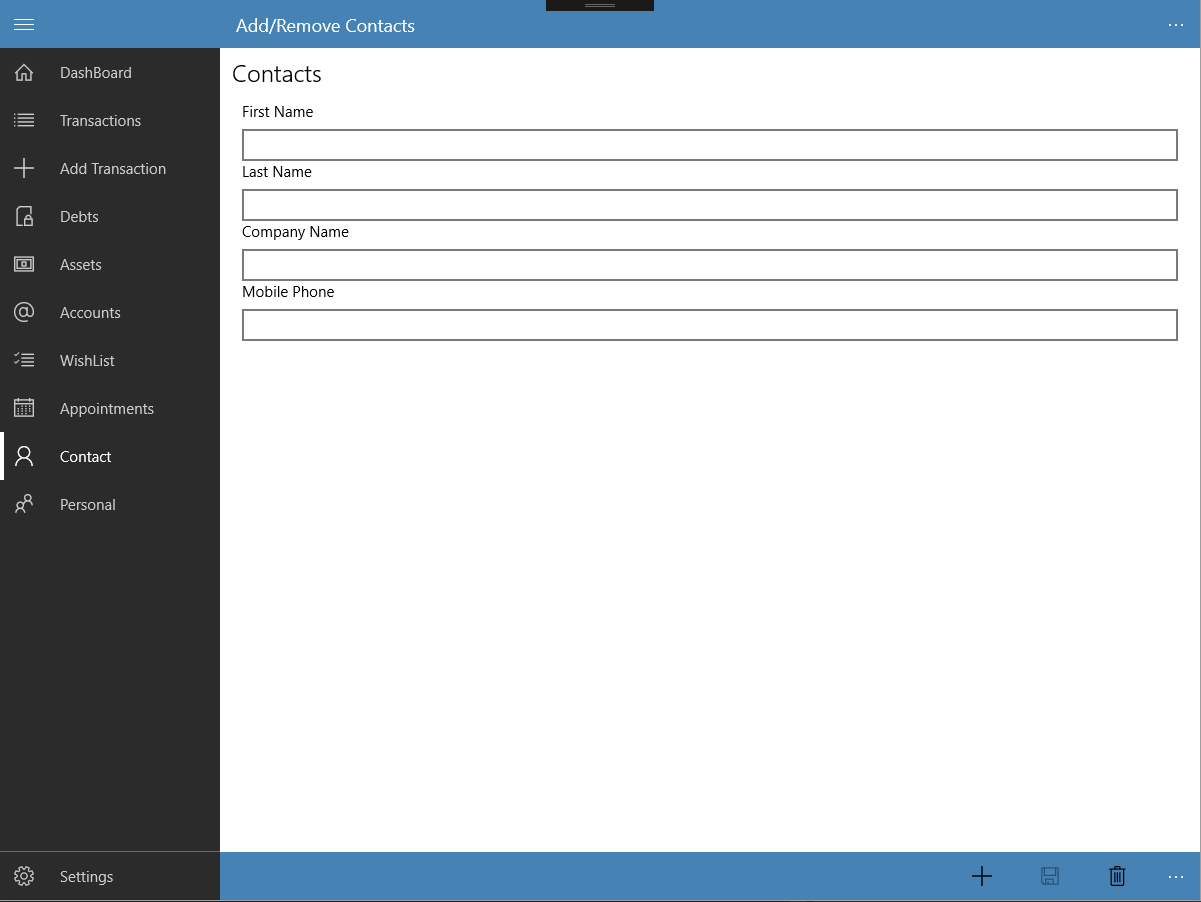 Add/Remove Contacts
DashBoard
Transactions
Add Transaction
Debts
Assets
Accounts
WishList
Appointments
Contact
Personal
Settings
Contacts
First Name
Last Name
Company Name
Mobile Phone